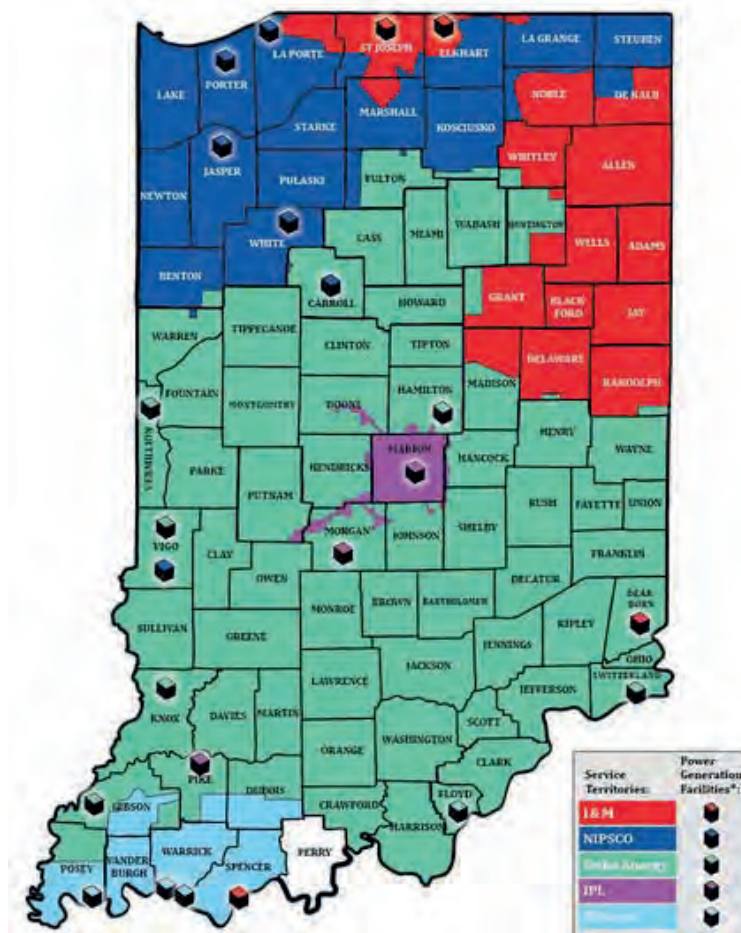 LA PORTE
ST JOSEPH
ELKHART
LA GRANGE
STEUBEN
LAKE
PORTER
NOBLE
DE KALB
STARKE
MARSHALL
KOSCIUSKO
JASPER
WHITLEY
ALLEN
NEWTON
PULASKI
FULTON
WHITE
CASS
MIAMI
WABASH
HUNTINGTON
WELLS
ADAMS
BENTON
CARROLL
HOWARD
GRANT
BLACK
FORD
JAY
WARREN
TIPPECANOE
CLINTON
TIPTON
DELAWARE
RANDOLPH
FOUNTAIN
MONTGOMERY
BOONE
HAMILTON
MADISON
HENRY
WAYNE
PARKE
PUTNAM
HENDRICKS
MARION
HANCOCK
RUSH
FAYETTE
UNION
VIGO
CLAY
OWEN
MORGAN
JOHNSON
SHELBY
FRANKLIN
DECATUR
DEAR
BORN
SULLIVAN
GREENE
MONROE
BROWN
JENNINGS
RIPLEY
OHIO
SWITZERLAND
KNOX
DAVIES
MARTIN
LAWRENCE
JACKSON
JEFFERSON
SCOTT
ORANGE
WASHINGTON
CLARK
PIKE
GIBSON
DUBOIS
CRAWFORD
HARRISON
FLOYD
POSEY
VANDER
BURGH
WARRICK
SPENCER
PERRY
Service
Territories:
Power
Generation
Facilities*:
I&M
NIPSCO
Duke Energy
IPL